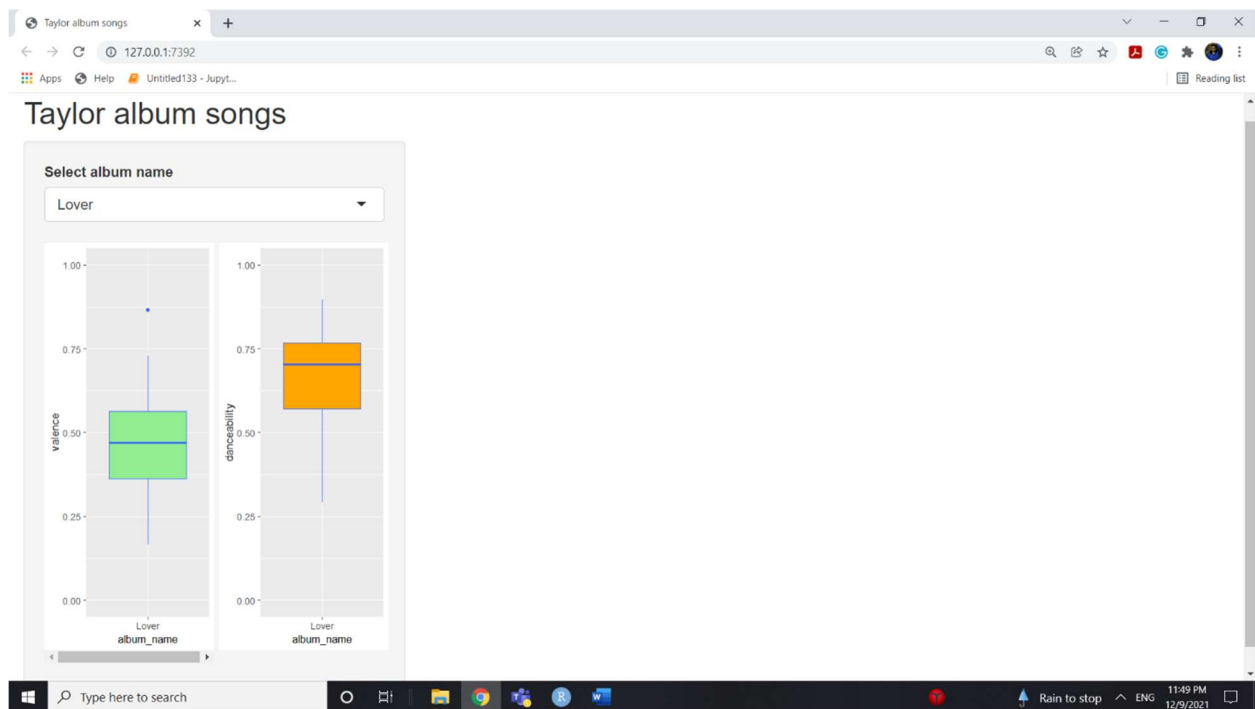 Taylor album songs
127.0.0.1:7392
Apps Help Untitled133 - Jupyt... Reading list
Taylor album songs
Select album name
Lover
1.00
0.75
0.50
0.25
0.00
valence
Lover
album_name
1.00
0.75
0.50
0.25
0.00
danceability
Lover
album_name
Type here to search
Rain to stop ENG 11:49 PM
12/9/2021